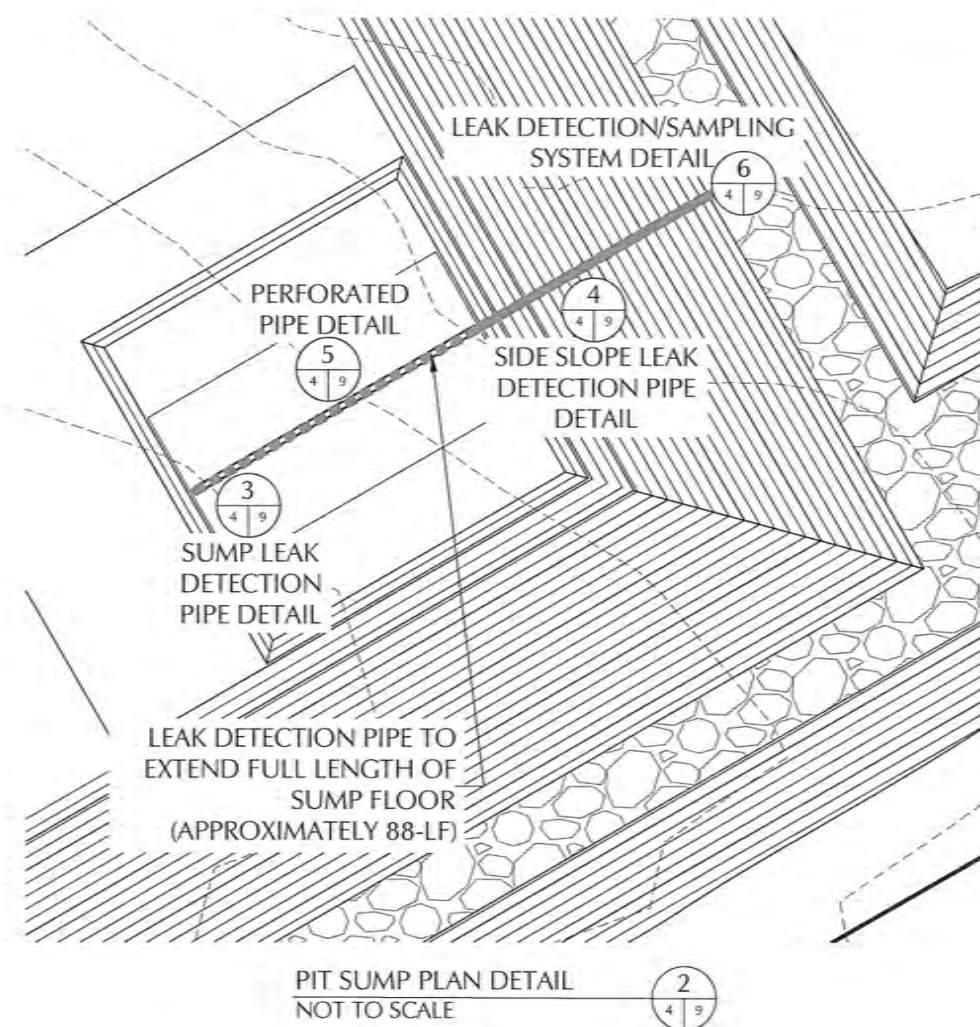 LEAK DETECTION/SAMPLING
SYSTEM DETAIL
6
4 9
PERFORATED
PIPE DETAIL
5
4 9
4
4 9
SIDE SLOPE LEAK
DETECTION PIPE
DETAIL
3
4 9
SUMP LEAK
DETECTION
PIPE DETAIL
LEAK DETECTION PIPE TO
EXTEND FULL LENGTH OF
SUMP FLOOR
(APPROXIMATELY 88-LF)
PIT SUMP PLAN DETAIL
NOT TO SCALE
2
4 9